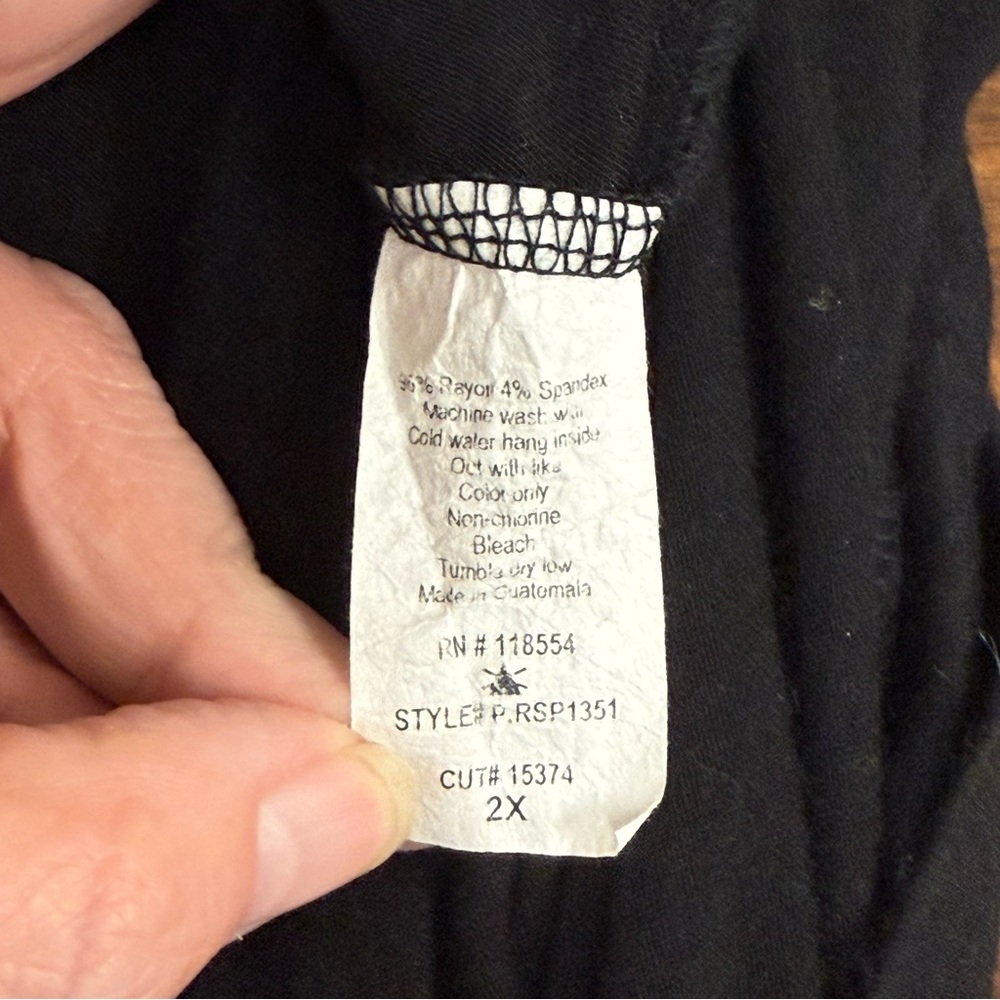 96% Rayon 4% Spandex
Machine wash
Cold water hang inside
Out with like
Color only
Non-chlorine
Bleach
Tumble dry low
Made in Guatemala
RN # 118554
STYLE# P.RSP1351
CUT# 15374
2X